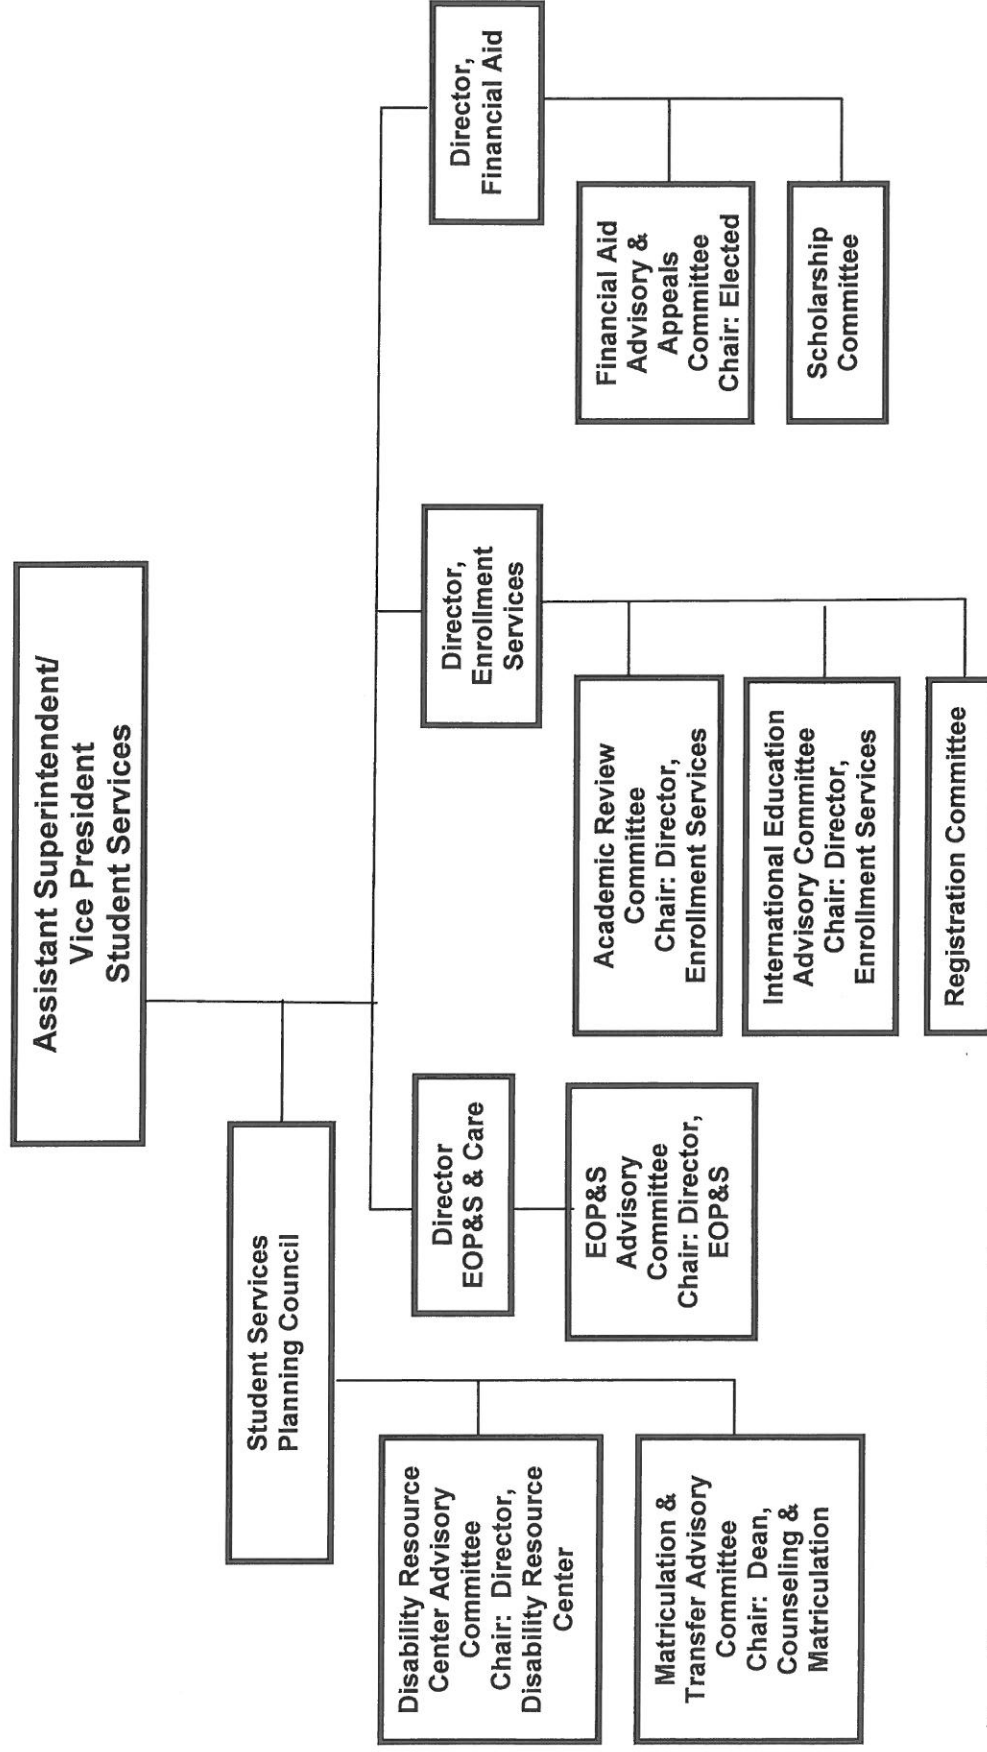 Assistant Superintendent/
Vice President
Student Services
Student Services
Planning Council
Disability Resource
Center Advisory
Committee
Chair:  Director,
Disability Resource
Center
Matriculation &
Transfer Advisory
Committee
Chair:  Dean,
Counseling &
Matriculation
Director
EOP&S & Care
EOP&S
Advisory
Committee
Chair: Director,
EOP&S
Director,
Enrollment
Services
Academic Review
Committee
Chair: Director,
Enrollment Services
International Education
Advisory Committee
Chair: Director,
Enrollment Services
Registration Committee
Director,
Financial Aid
Financial Aid
Advisory &
Appeals
Committee
Chair: Elected
Scholarship
Committee